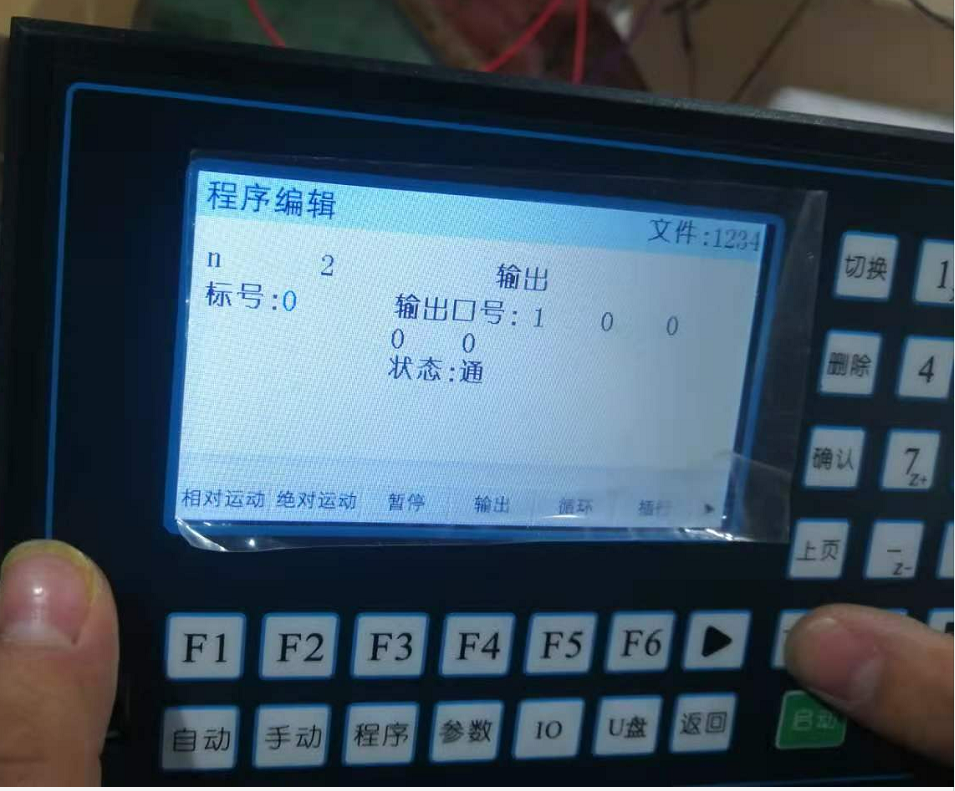 程序编辑
文件:1234
n 2 输出
标号:0 输出口号: 1 0 0
0 0
状态:通
相对运动 绝对运动 暂停 输出 循环 插行
切换 1
删除 4
确认 7 Z+
上页 - Z-
F1 F2 F3 F4 F5 F6
自动 手动 程序 参数 IO U盘 返回 启动